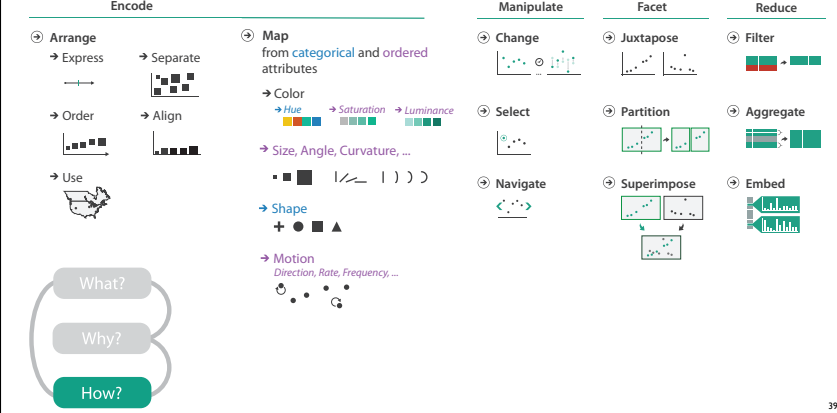 Encode
Manipulate
Facet
Reduce
Arrange
Express
Separate
Order
Align
Use
Map
from categorical and ordered
attributes
Color
Hue
Saturation
Luminance
Size, Angle, Curvature, ...
Shape
Motion
Direction, Rate, Frequency, ...
Change
...
Select
Navigate
Juxtapose
Partition
Superimpose
Filter
Aggregate
Embed
What?
Why?
How?
39